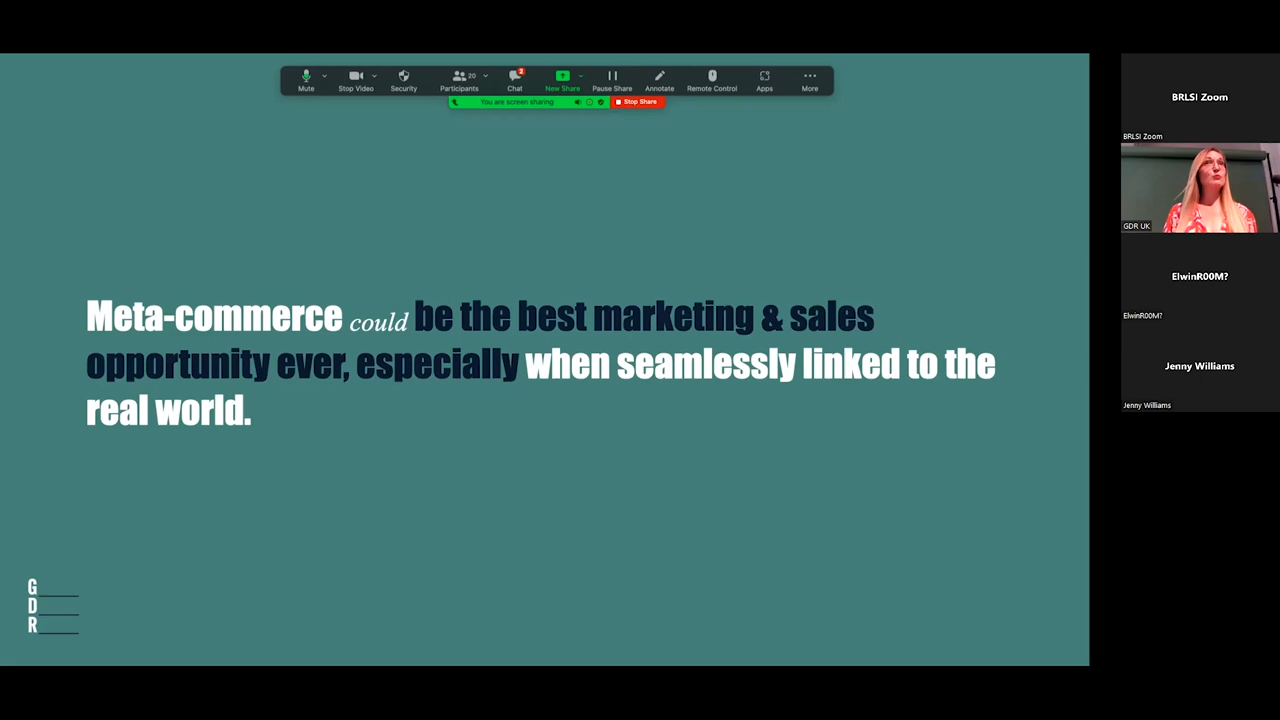 Mute
Stop Video
Security
Participants
20
Chat
2
New Share
Pause Share
Annotate
Remote Control
Apps
More
You are screen sharing
Stop Share
Meta-commerce could be the best marketing & sales
opportunity ever, especially when seamlessly linked to the
real world.
G
D
R
BRLSI Zoom
BRLSI Zoom
GDR UK
ElwinR00M?
ElwinR00M?
Jenny Williams
Jenny Williams